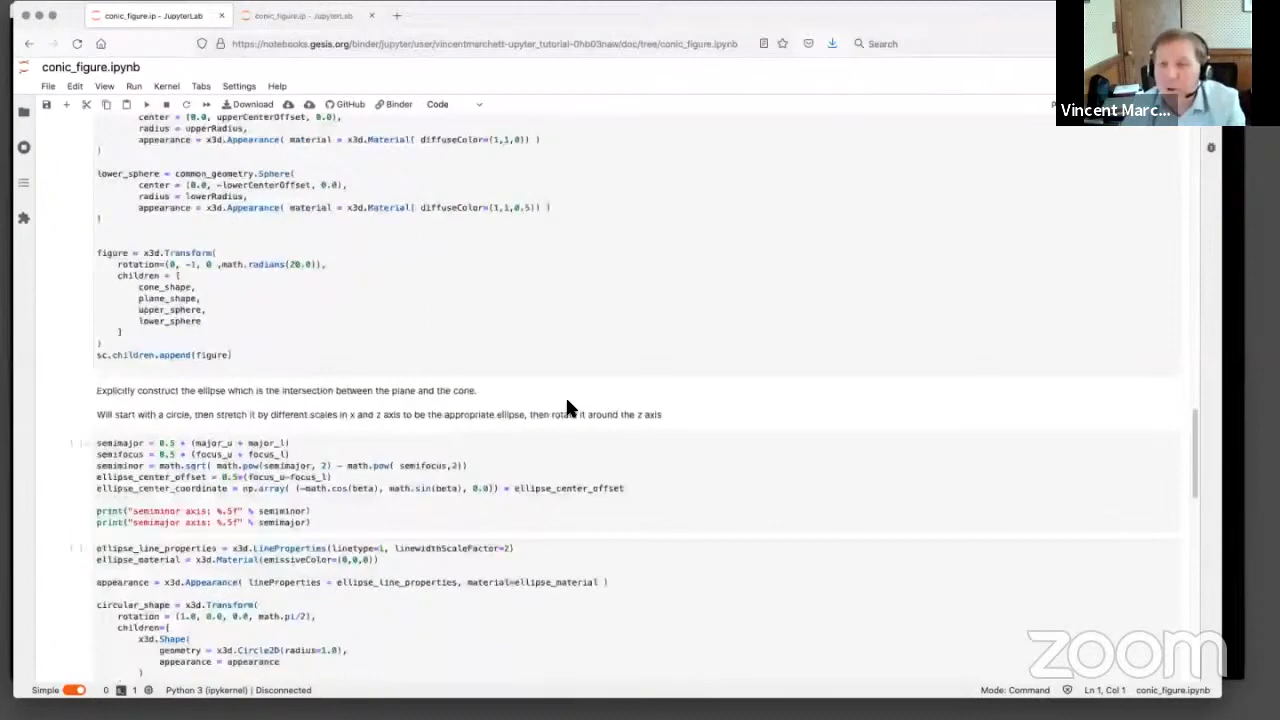 conic_figure.ip - JupyterLab
conic_figure.ip - JupyterLab
https://notebooks.gesis.org/binder/jupyter/user/vincentmarchett-upyter_tutorial-0hb03naw/doc/tree/conic_figure.ipynb
Search
conic_figure.ipynb
File Edit View Run Kernel Tabs Settings Help
Download GitHub Binder Code
Vincent Marc...
center = [0.0, upperCenterOffset, 0.0),
radius = upperRadius,
appearance = x3d.Appearance( material = x3d.Material( diffuseColor=(1,1,0)) )
)
lower_sphere = common_geometry.Sphere(
center = [0.0, -lowerCenterOffset, 0.0),
radius = lowerRadius,
appearance = x3d.Appearance( material = x3d.Material( diffuseColor=(1,1,0.5)) )
)
figure = x3d.Transform(
rotation=(0, -1, 0 ,math.radians(20.0)),
children = [
cone_shape,
plane_shape,
upper_sphere,
lower_sphere
]
)
sc.children.append(figure)
Explicitly construct the ellipse which is the intersection between the plane and the cone.
Will start with a circle, then stretch it by different scales in x and z axis to be the appropriate ellipse, then rotate it around the z axis
[ ]:
semimajor = 0.5 * (major_u + major_l)
semifocus = 0.5 * (focus_u + focus_l)
semiminor = math.sqrt( math.pow(semimajor, 2) - math.pow( semifocus,2))
ellipse_center_offset = 0.5*(focus_u-focus_l)
ellipse_center_coordinate = np.array( (-math.cos(beta), math.sin(beta), 0.0)) * ellipse_center_offset
print("semiminor axis: %.5f" % semiminor)
print("semimajor axis: %.5f" % semimajor)
[ ]:
ellipse_line_properties = x3d.LineProperties(linetype=1, linewidthScaleFactor=2)
ellipse_material = x3d.Material(emissiveColor=(0,0,0))
appearance = x3d.Appearance( lineProperties = ellipse_line_properties, material=ellipse_material )
circular_shape = x3d.Transform(
rotation = (1.0, 0.0, 0.0, math.pi/2),
children=[
x3d.Shape(
geometry = x3d.Circle2D(radius=1.0),
appearance = appearance
)
zoom
Simple 0 1 Python 3 (ipykernel) | Disconnected
Mode: Command Ln 1, Col 1 conic_figure.ipynb